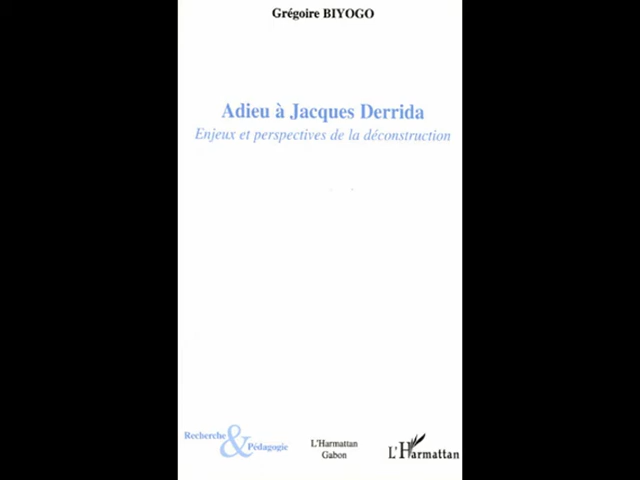 Grégoire BIYOGO
Adieu à Jacques Derrida
Enjeux et perspectives de la déconstruction
Recherche
&
Pédagogie
L'Harmattan
Gabon
L'Harmattan